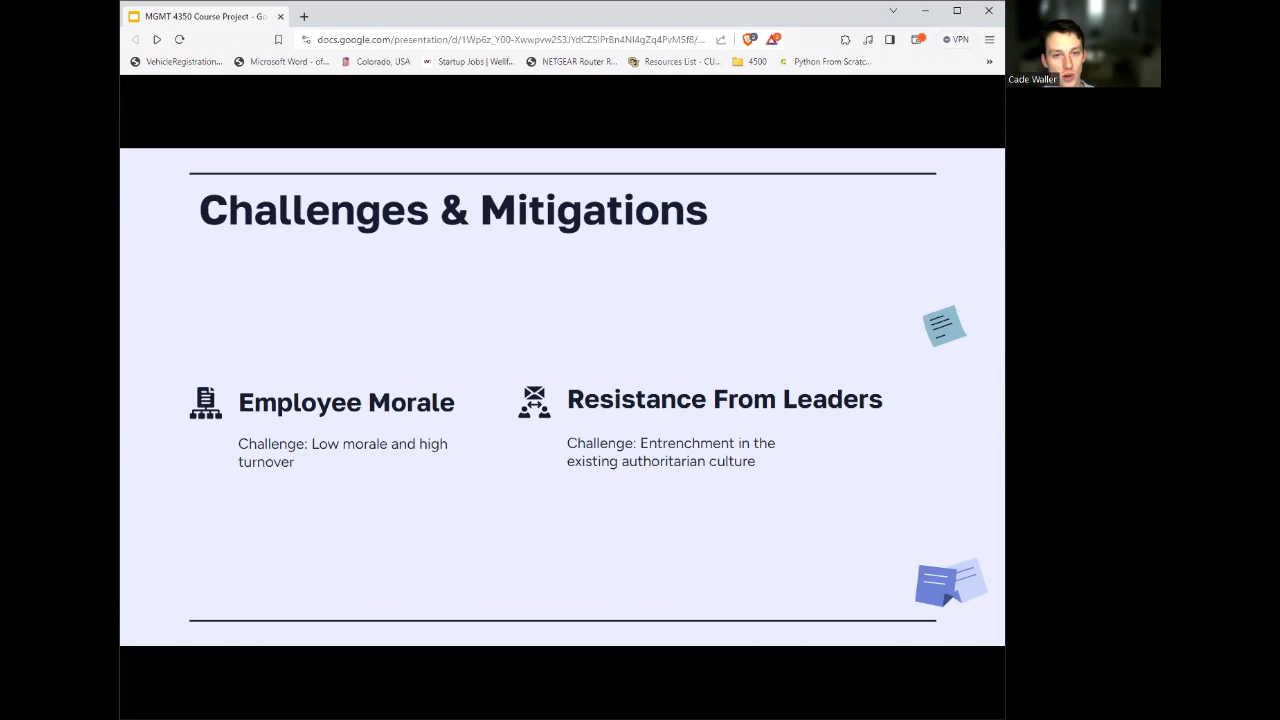 MGMT 4350 Course Project - Go
docs.google.com/presentation/d/1Wp6z_Y00-Xwwpvw2S3JYdCZSIPrBn4NI4gZq4PvM5f8/...
VPN
VehicleRegistration...
Microsoft Word - of...
Colorado, USA
Startup Jobs | Wellf...
NETGEAR Router R...
Resources List - CU...
4500
Python From Scratc...
»
Cade Waller
Challenges & Mitigations
Employee Morale
Challenge: Low morale and high
turnover
Resistance From Leaders
Challenge: Entrenchment in the
existing authoritarian culture